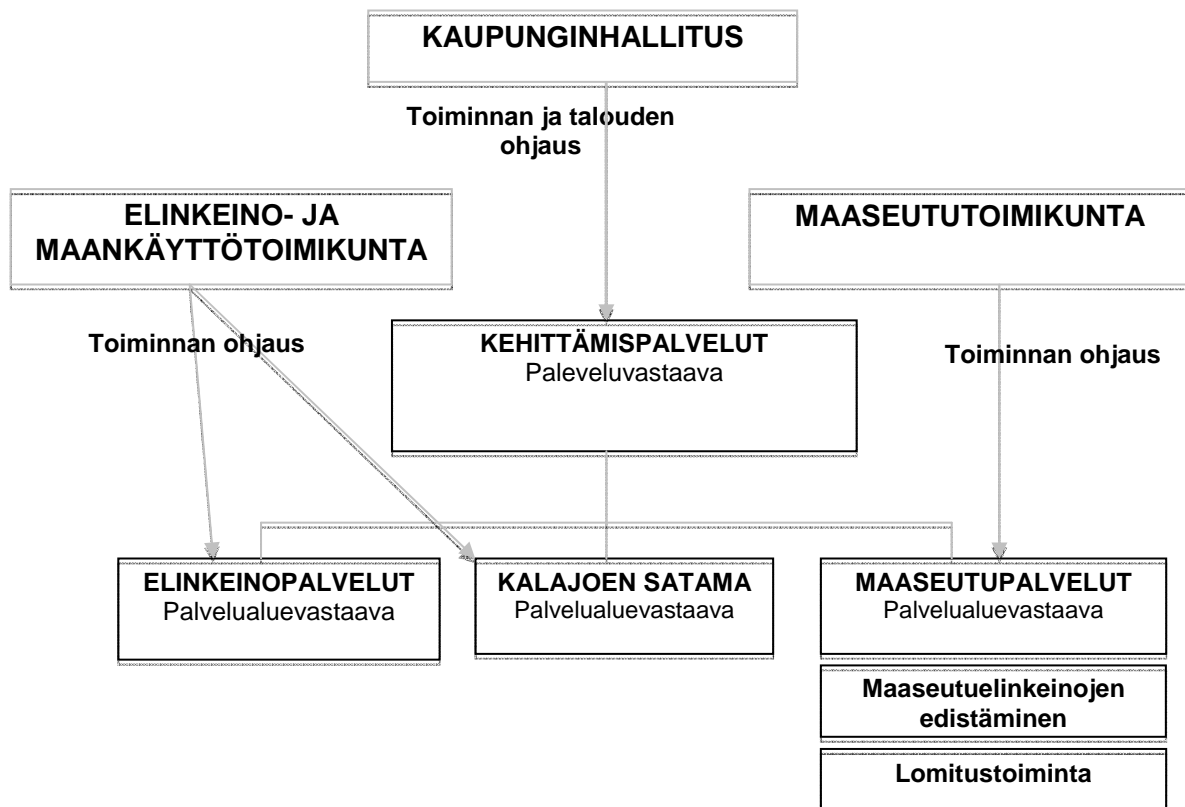 KAUPUNGINHALLITUS
Toiminnan ja talouden
ohjaus
ELINKEINO- JA
MAANKÄYTTÖTOIMIKUNTA
MAASEUTUTOIMIKUNTA
Toiminnan ohjaus
KEHITTÄMISPALVELUT
Paleveluvastaava
Toiminnan ohjaus
ELINKEINOPALVELUT
Palvelualuevastaava
KALAJOEN SATAMA
Palvelualuevastaava
MAASEUTUPALVELUT
Palvelualuevastaava
Maaseutuelinkeinojen
edistäminen
Lomitustoiminta